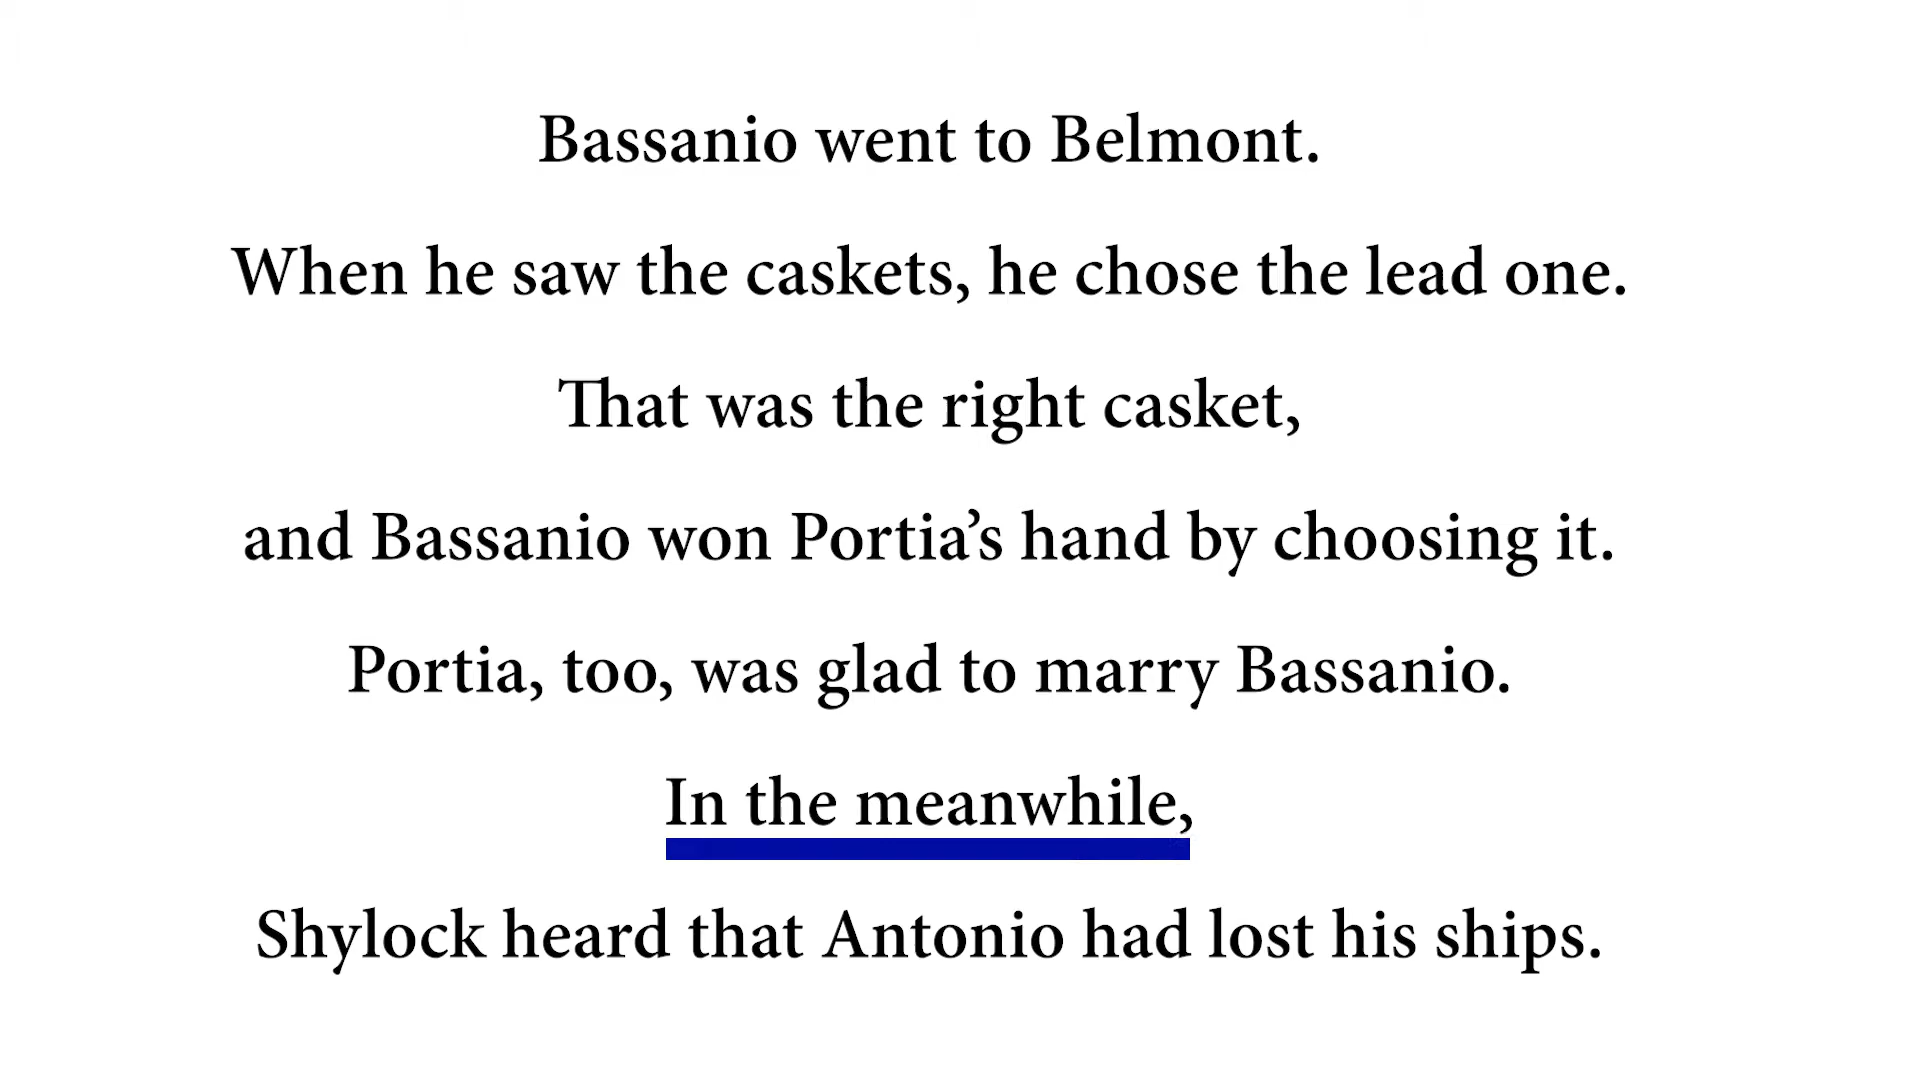 Bassanio went to Belmont.
When he saw the caskets, he chose the lead one.
That was the right casket,
and Bassanio won Portia’s hand by choosing it.
Portia, too, was glad to marry Bassanio.
In the meanwhile,
Shylock heard that Antonio had lost his ships.